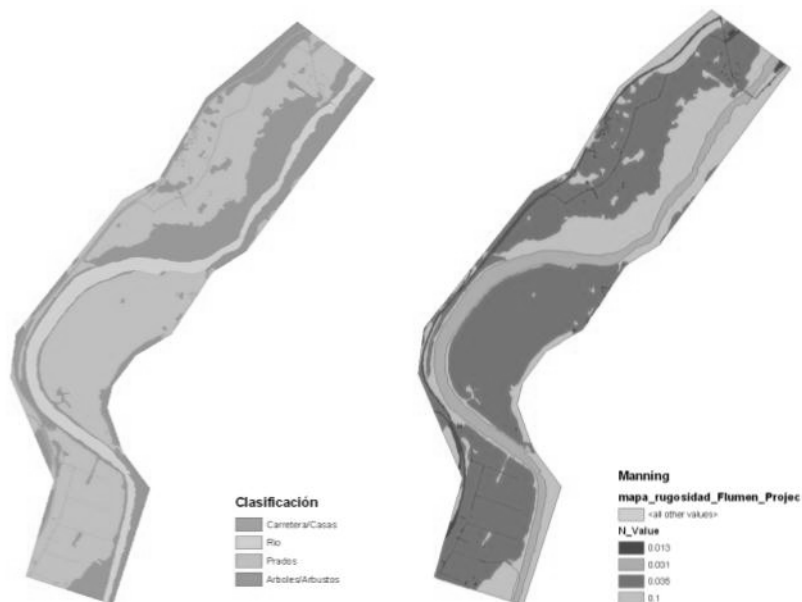 Clasificación
Carretera/Casas
Rio
Prados
Arboles/Arbustos
Manning
mapa_rugosidad_Flumen_Projec
<all other values>
N_Value
0.013
0.031
0.035
0.1